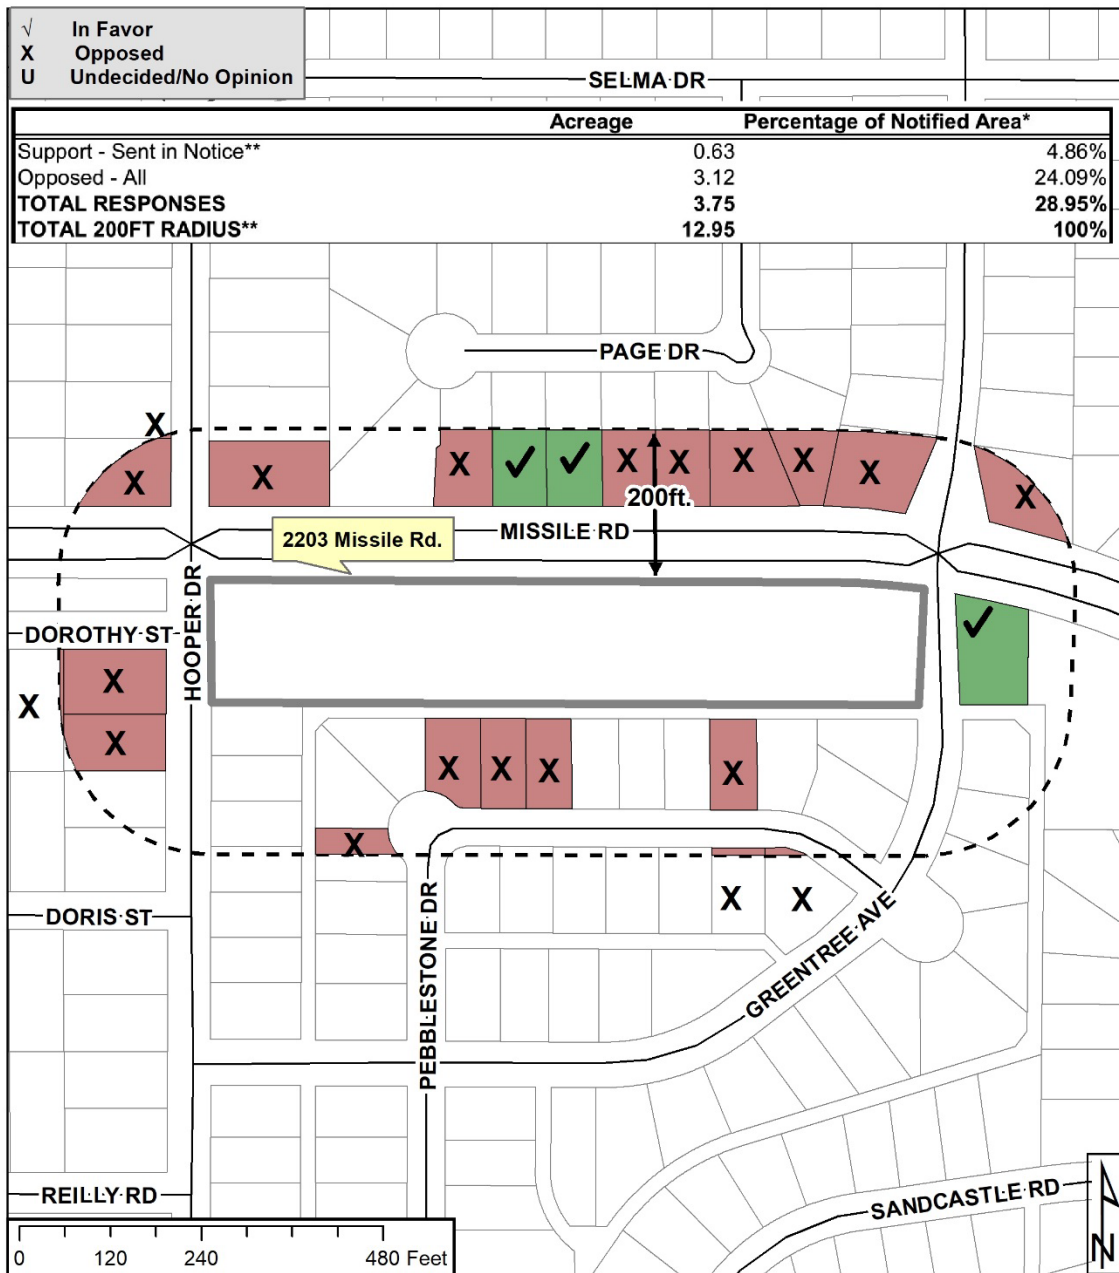 √ In Favor
X Opposed
U Undecided/No Opinion
SELMA DR
Acreage Percentage of Notified Area*
Support - Sent in Notice** 0.63 4.86%
Opposed - All 3.12 24.09%
TOTAL RESPONSES 3.75 28.95%
TOTAL 200FT RADIUS** 12.95 100%
PAGE DR
X
X X X ✓ ✓ X X X X X X
200ft.
MISSILE RD
2203 Missile Rd.
HOOPER DR
DOROTHY ST
✓
X
X
X
X X X X
X
X X
DORIS ST
PEBBLESTONE DR
GREENTREE AVE
REILLY RD
SANDCASTLE RD
0 120 240 480 Feet
N